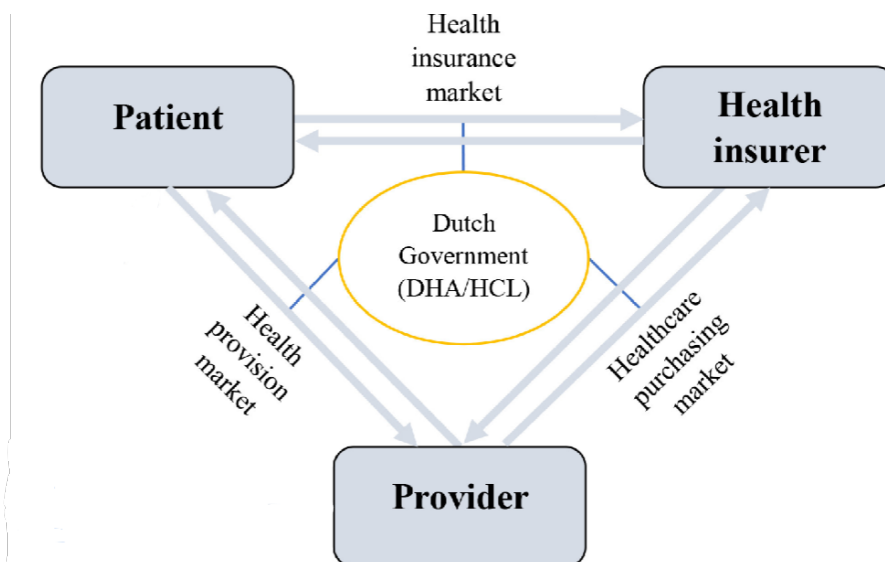 Health
insurance
market
Patient
Health
insurer
Dutch
Government
(DHA/HCL)
Health
provision
market
Healthcare
purchasing
market
Provider